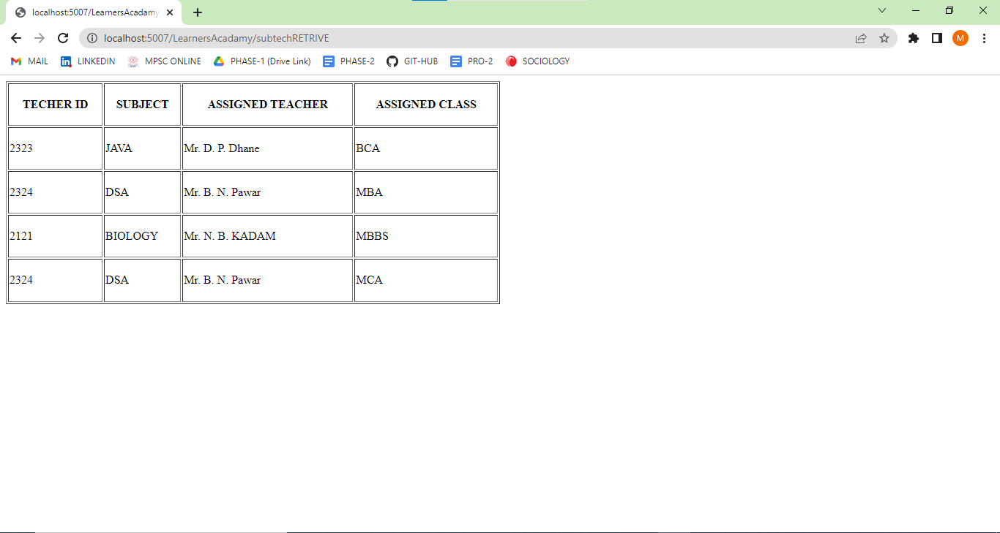 localhost:5007/LearnersAcadamy
localhost:5007/LearnersAcadamy/subtechRETRIVE
M
MAIL LINKEDIN MPSC ONLINE PHASE-1 (Drive Link) PHASE-2 GIT-HUB PRO-2 SOCIOLOGY
TECHER ID SUBJECT ASSIGNED TEACHER ASSIGNED CLASS
2323 JAVA Mr. D. P. Dhane BCA
2324 DSA Mr. B. N. Pawar MBA
2121 BIOLOGY Mr. N. B. KADAM MBBS
2324 DSA Mr. B. N. Pawar MCA